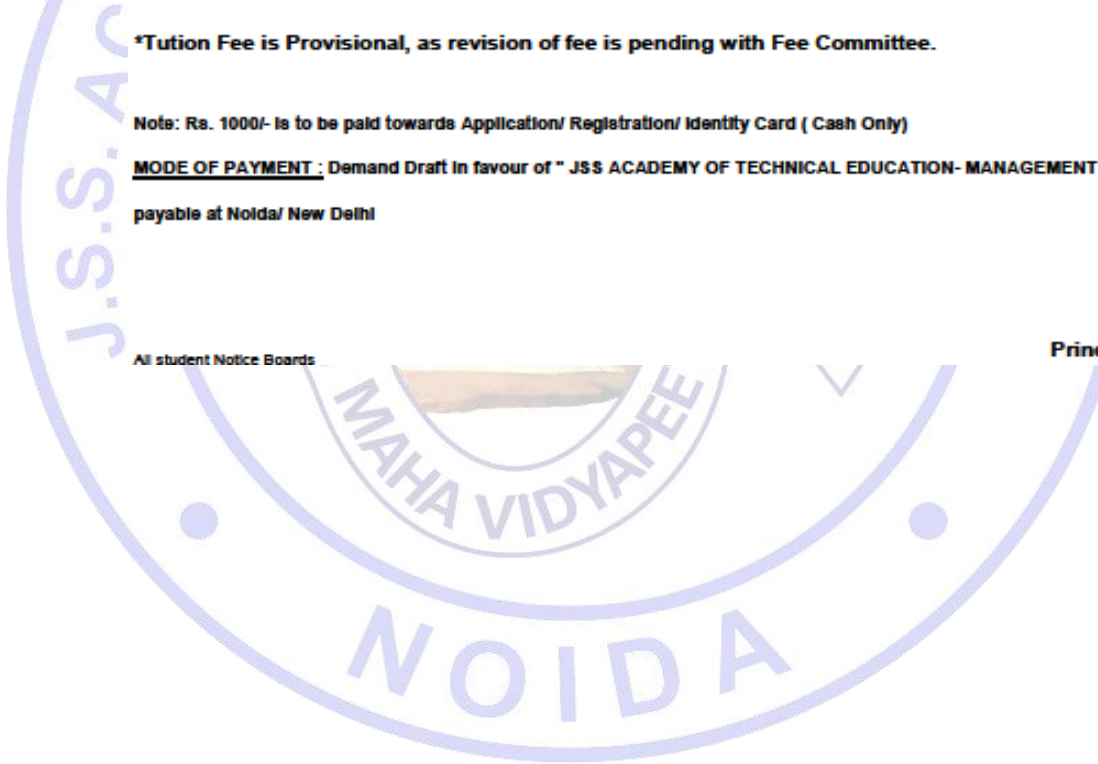 *Tution Fee is Provisional, as revision of fee is pending with Fee Committee.
Note: Rs. 1000/- is to be paid towards Application/ Registration/ Identity Card ( Cash Only)
MODE OF PAYMENT : Demand Draft in favour of " JSS ACADEMY OF TECHNICAL EDUCATION- MANAGEMENT
payable at Noida/ New Delhi
Princ
All student Notice Boards
J.S.S. AC
MAHA VIDYAPEE
NOIDA